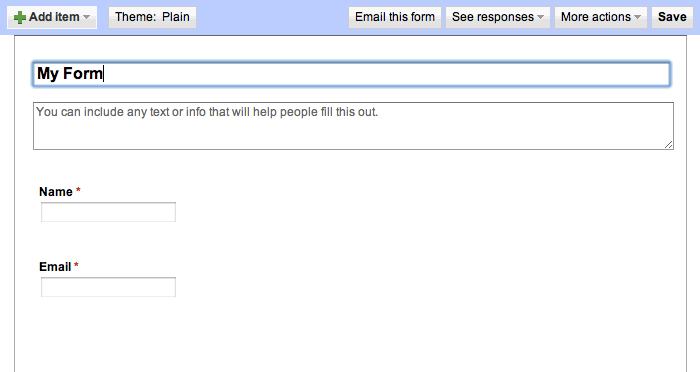 Add item Theme: Plain Email this form See responses More actions Save
My Form
You can include any text or info that will help people fill this out.
Name *
Email *